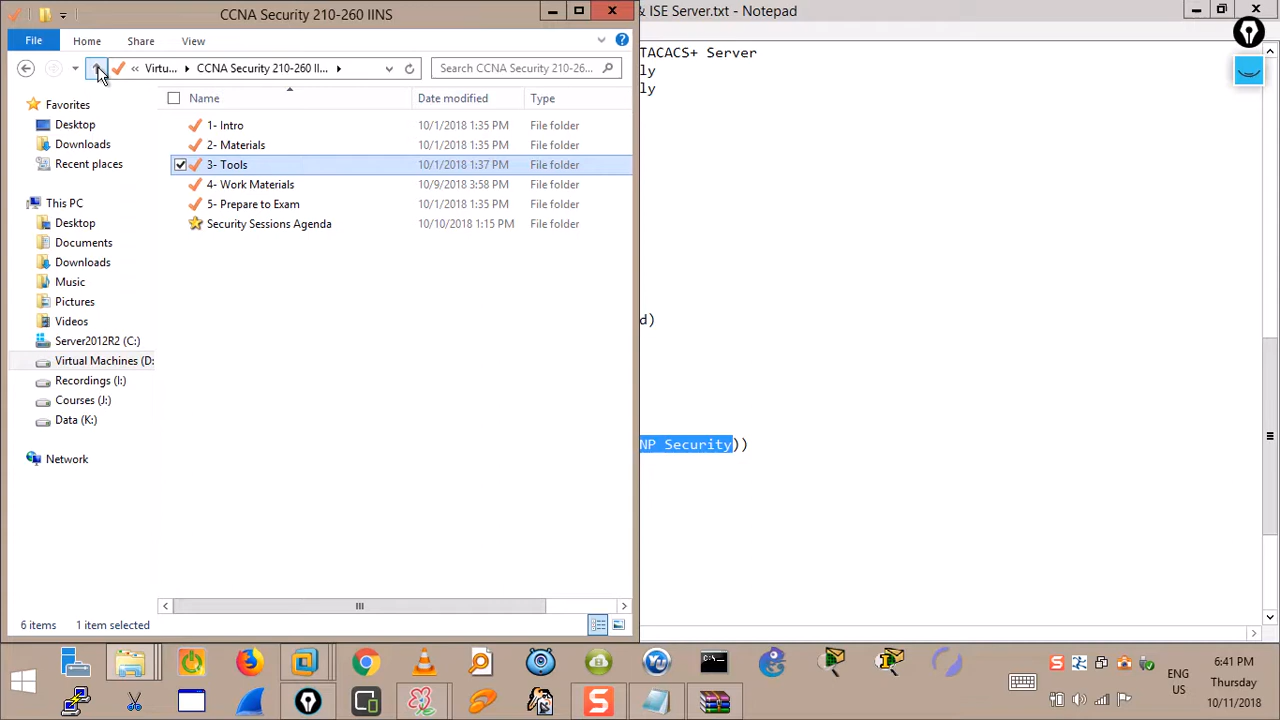 CCNA Security 210-260 IINS
& ISE Server.txt - Notepad
File
Home
Share
View
« Virtu...
CCNA Security 210-260 II...
Search CCNA Security 210-26...
Name
Date modified
Type
Favorites
Desktop
Downloads
Recent places
This PC
Desktop
Documents
Downloads
Music
Pictures
Videos
Server2012R2 (C:)
Virtual Machines (D:
Recordings (I:)
Courses (J:)
Data (K:)
Network
1- Intro 10/1/2018 1:35 PM File folder
2- Materials 10/1/2018 1:35 PM File folder
3- Tools 10/1/2018 1:37 PM File folder
4- Work Materials 10/9/2018 3:58 PM File folder
5- Prepare to Exam 10/1/2018 1:35 PM File folder
Security Sessions Agenda 10/10/2018 1:15 PM File folder
6 items
1 item selected
TACACS+ Server
ly
ly
d)
NP Security))
ENG
US
6:41 PM
Thursday
10/11/2018